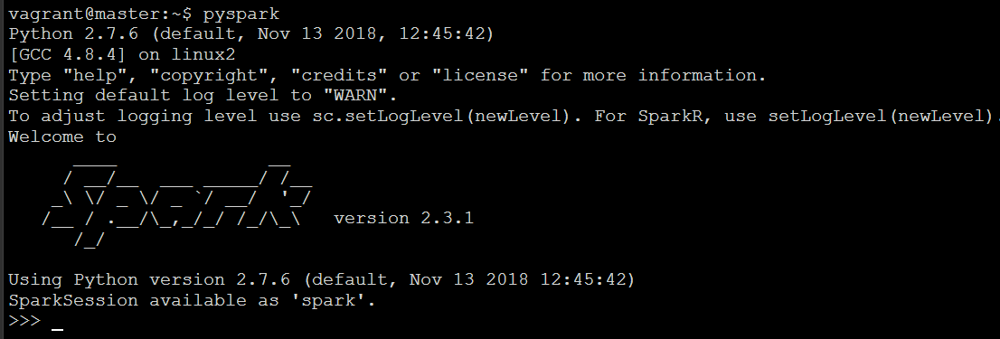 vagrant@master:~$ pyspark
Python 2.7.6 (default, Nov 13 2018, 12:45:42)
[GCC 4.8.4] on linux2
Type "help", "copyright", "credits" or "license" for more information.
Setting default log level to "WARN".
To adjust logging level use sc.setLogLevel(newLevel). For SparkR, use setLogLevel(newLevel).
Welcome to
      ____              __
     / __/__  ___ _____/ /__
    _\ \/ _ \/ _ `/ __/  '_/
   /__ / .__/\_,_/_/ /_/\_\   version 2.3.1
      /_/
Using Python version 2.7.6 (default, Nov 13 2018 12:45:42)
SparkSession available as 'spark'.
>>> _